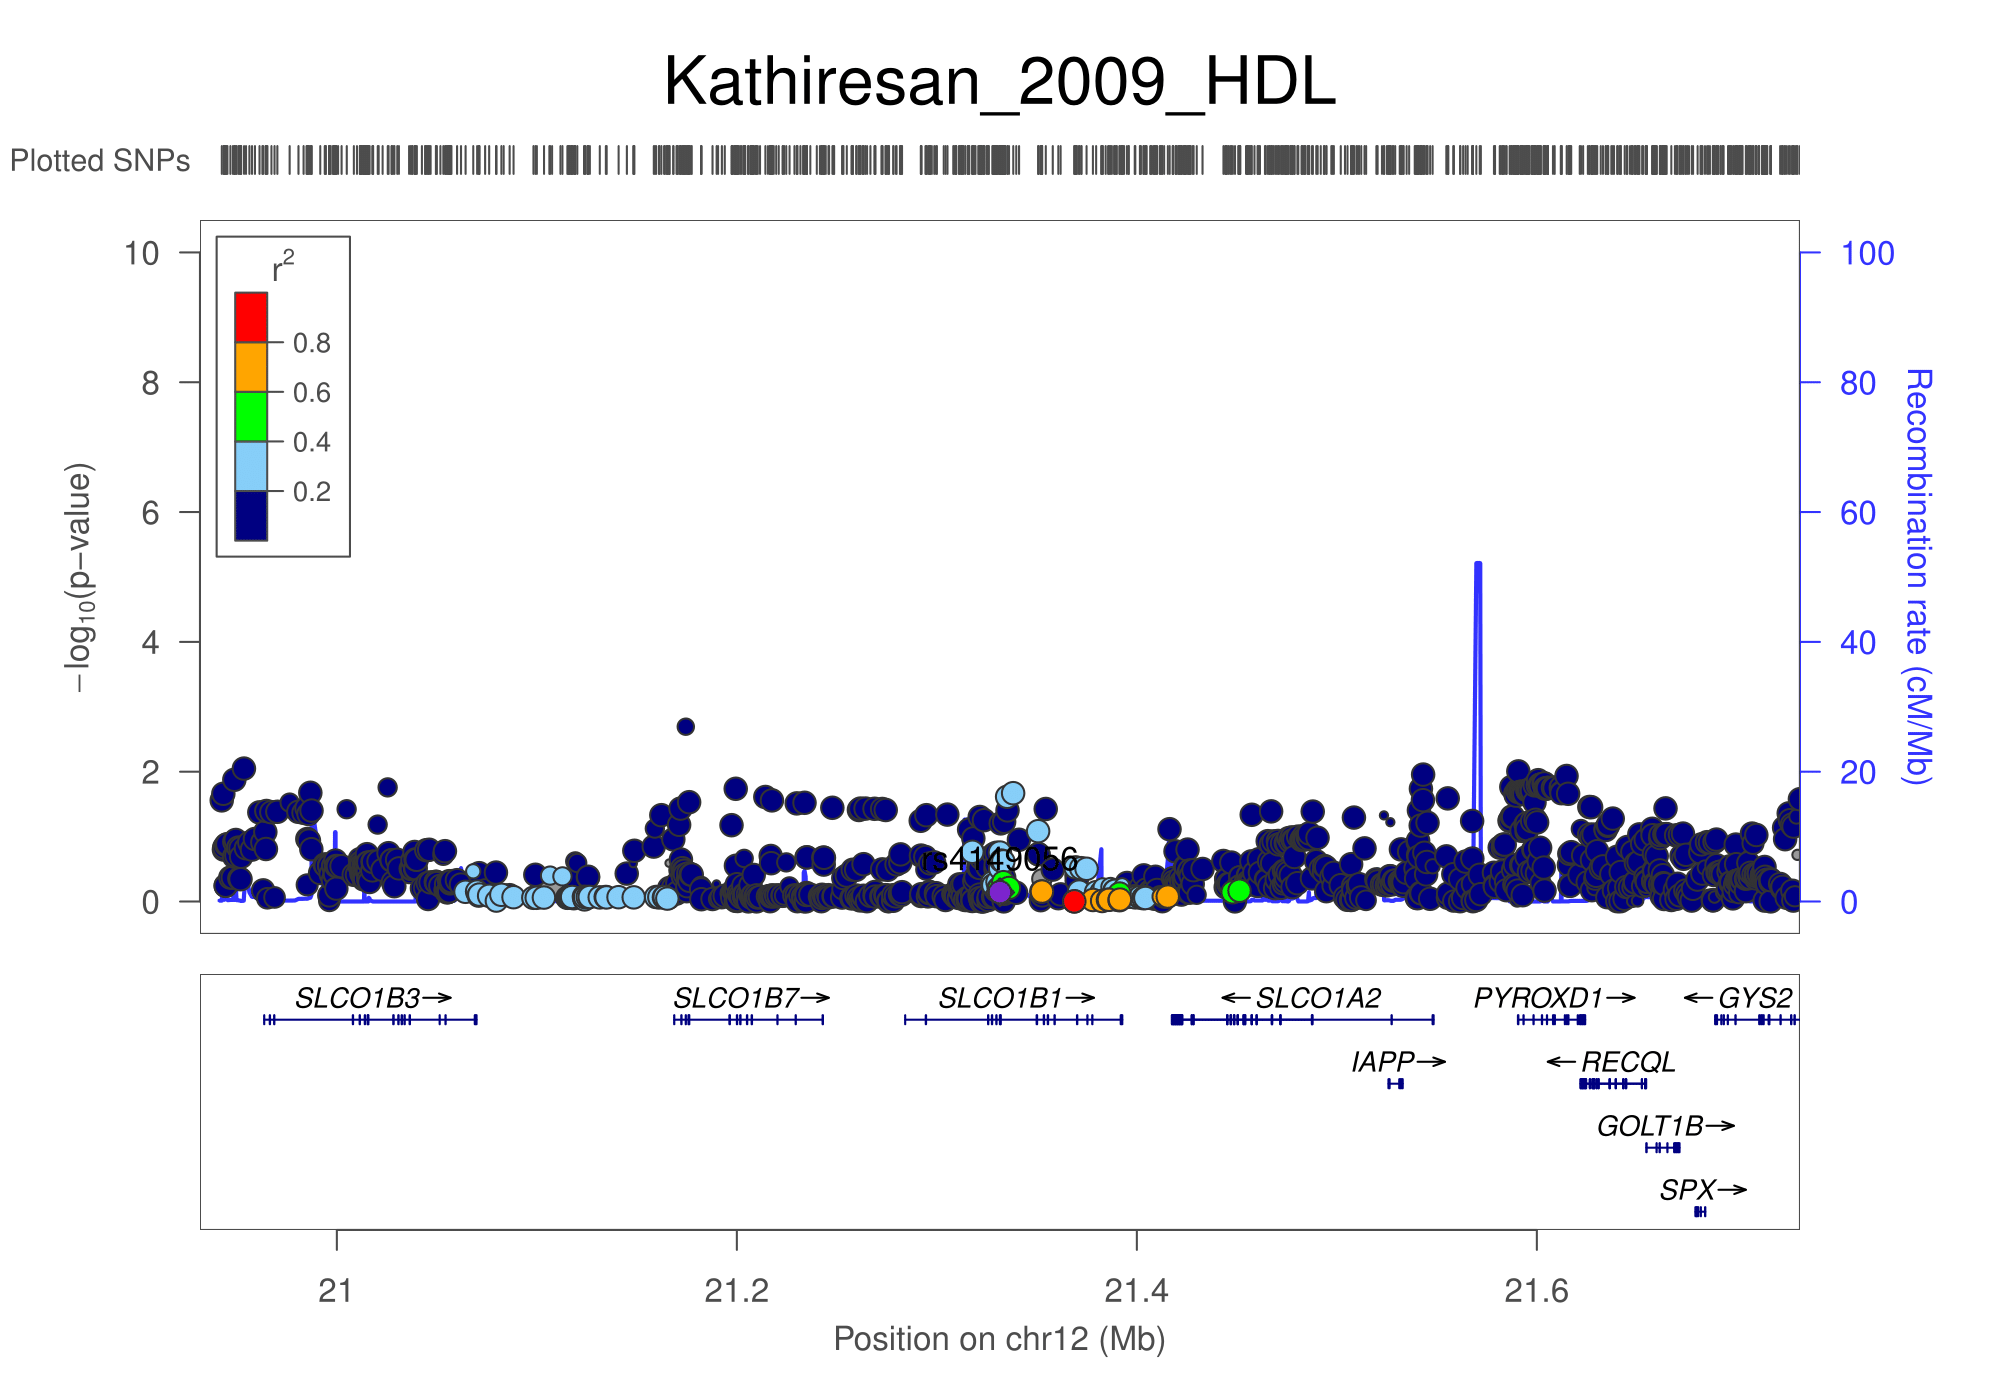 Kathiresan_2009_HDL
Plotted SNPs
r2
0.8
0.6
0.4
0.2
10
8
6
4
2
0
−log10(p−value)
100
80
60
40
20
0
Recombination rate (cM/Mb)
rs4149056
SLCO1B3→ SLCO1B7→ SLCO1B1→ ←SLCO1A2 PYROXD1→ ←GYS2
IAPP→ ←RECQL
GOLT1B→
SPX→
21 21.2 21.4 21.6
Position on chr12 (Mb)